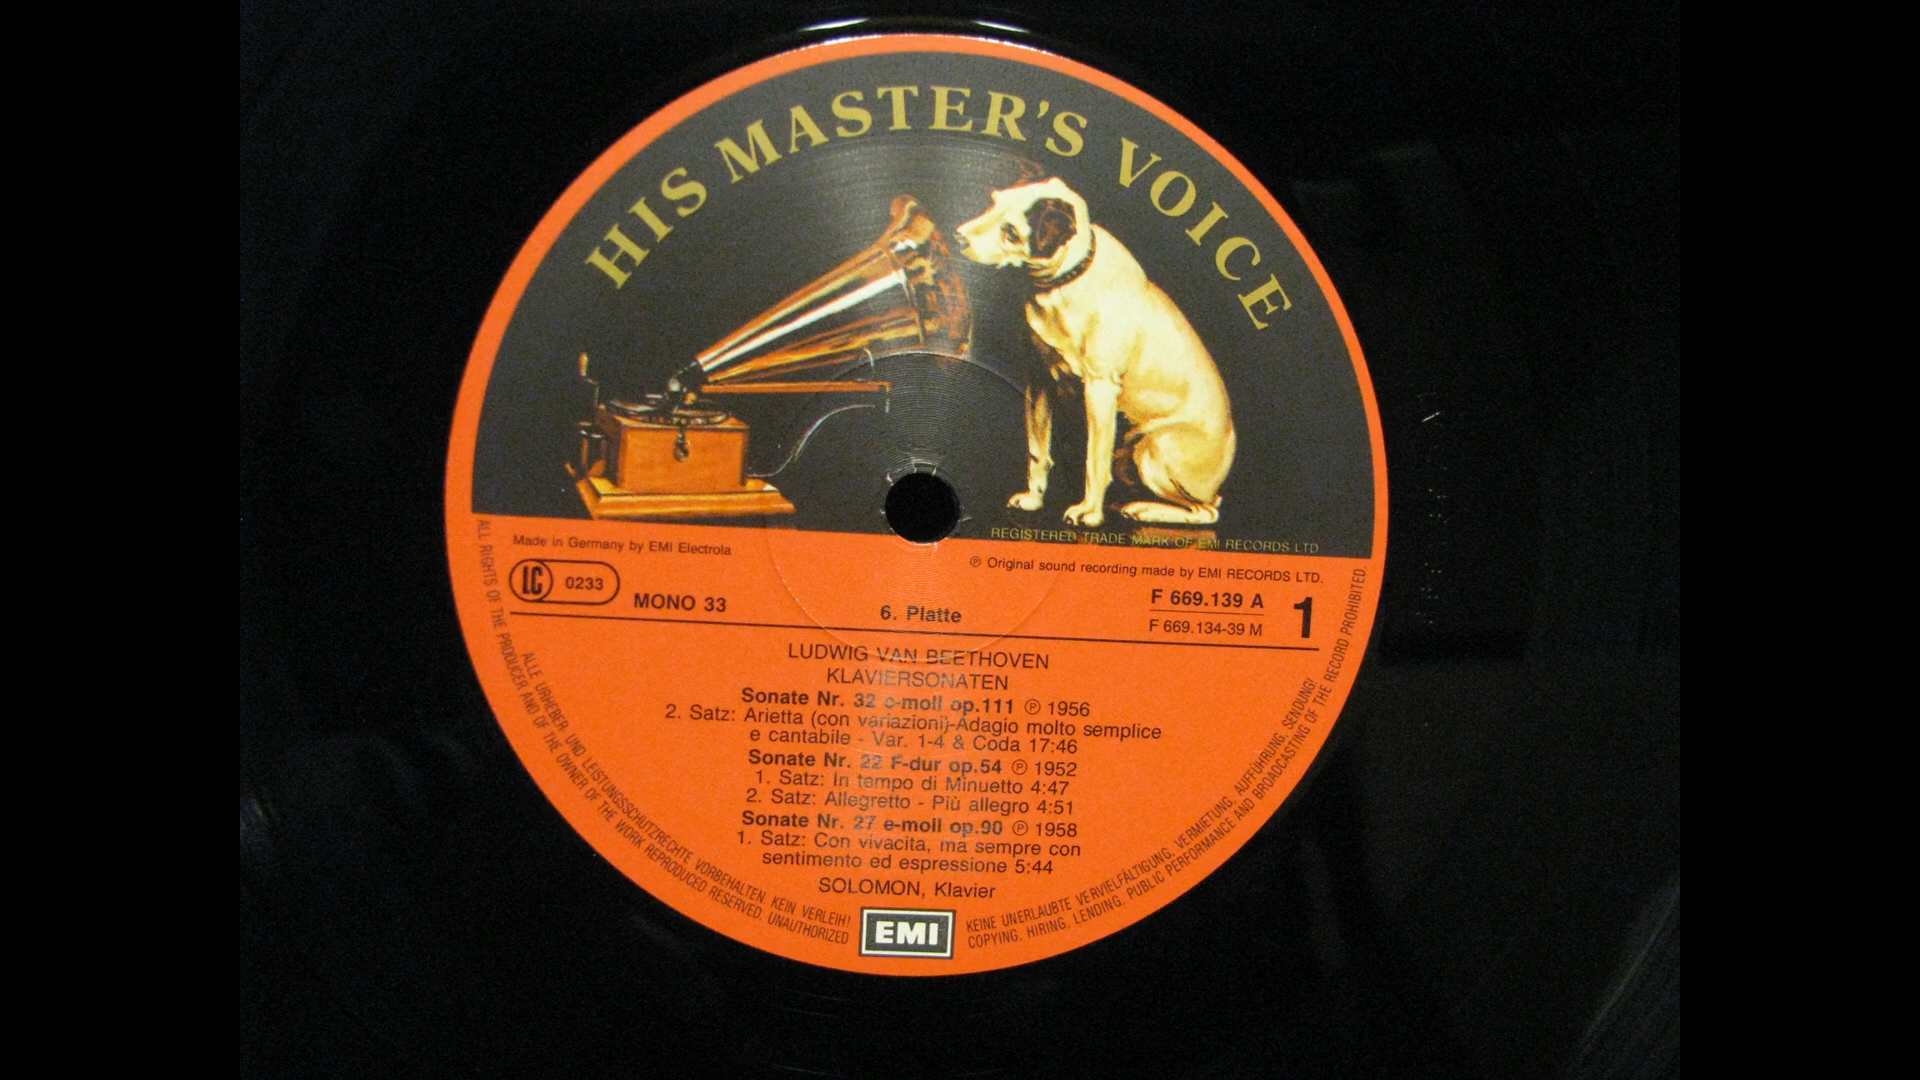 HIS MASTER'S VOICE
REGISTERED TRADE MARK OF EMI RECORDS LTD
Made in Germany by EMI Electrola
℗ Original sound recording made by EMI RECORDS LTD.
LC 0233
MONO 33
6. Platte
F 669.139 A
F 669.134-39 M
1
LUDWIG VAN BEETHOVEN
KLAVIERSONATEN
Sonate Nr. 32 c-moll op.111 ℗ 1956
2. Satz: Arietta (con variazioni)-Adagio molto semplice
e cantabile - Var. 1-4 & Coda 17:46
Sonate Nr. 22 F-dur op.54 ℗ 1952
1. Satz: In tempo di Minuetto 4:47
2. Satz: Allegretto - Più allegro 4:51
Sonate Nr. 27 e-moll op.90 ℗ 1958
1. Satz: Con vivacita, ma sempre con
sentimento ed espressione 5:44
SOLOMON, Klavier
EMI
ALLE URHEBER- UND LEISTUNGSSCHUTZRECHTE VORBEHALTEN. KEIN VERLEIH!
KEINE UNERLAUBTE VERVIELFÄLTIGUNG, VERMIETUNG, AUFFÜHRUNG, SENDUNG!
ALL RIGHTS OF THE PRODUCER AND OF THE OWNER OF THE WORK REPRODUCED RESERVED. UNAUTHORIZED
COPYING, HIRING, LENDING, PUBLIC PERFORMANCE AND BROADCASTING OF THE RECORD PROHIBITED.